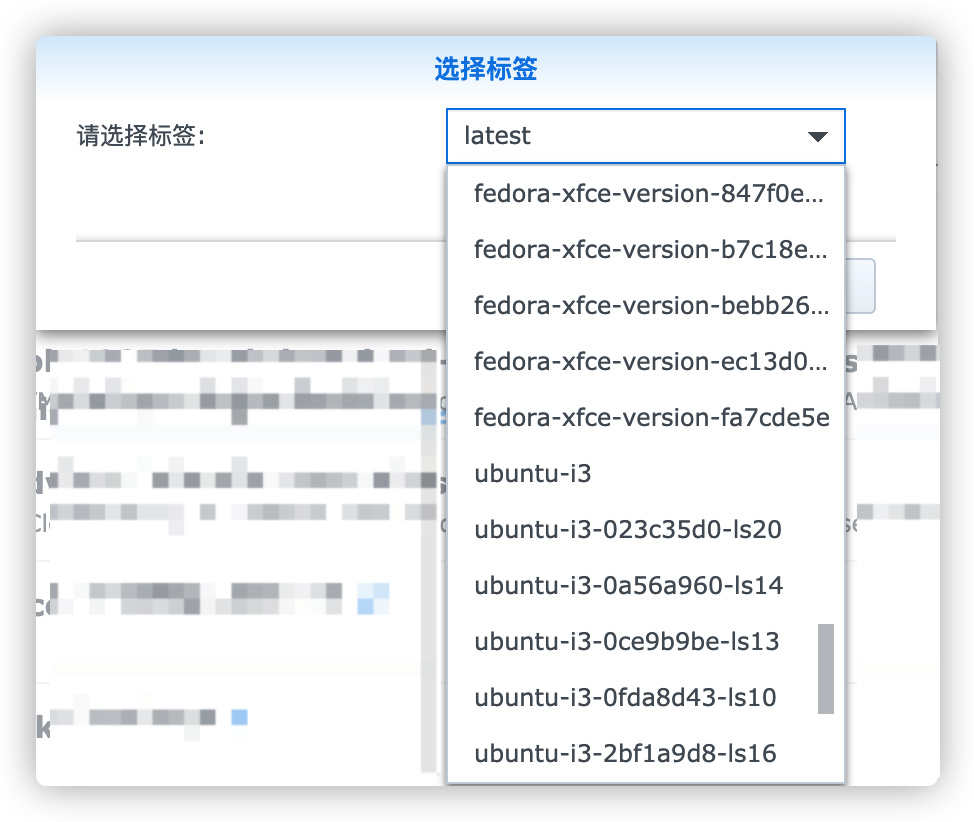 选择标签
请选择标签:
latest
fedora-xfce-version-847f0e...
fedora-xfce-version-b7c18e...
fedora-xfce-version-bebb26...
fedora-xfce-version-ec13d0...
fedora-xfce-version-fa7cde5e
ubuntu-i3
ubuntu-i3-023c35d0-ls20
ubuntu-i3-0a56a960-ls14
ubuntu-i3-0ce9b9be-ls13
ubuntu-i3-0fda8d43-ls10
ubuntu-i3-2bf1a9d8-ls16